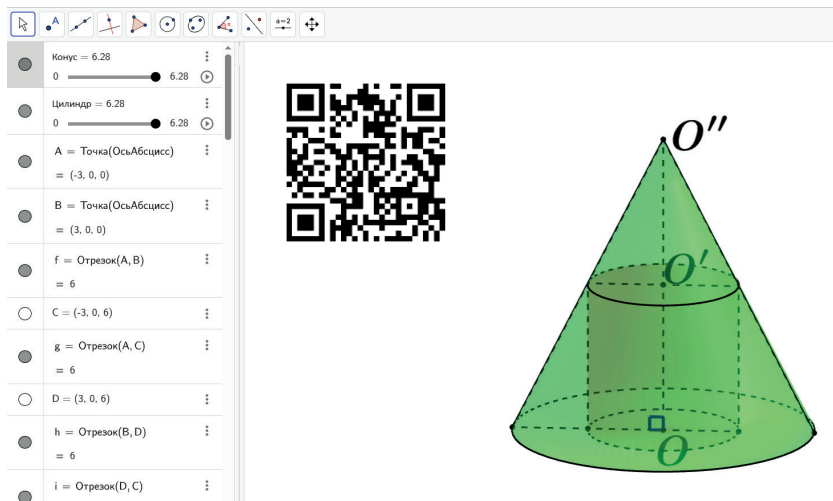 A
a=2
Конус = 6.28
0 6.28
Цилиндр = 6.28
0 6.28
A = Точка(ОсьАбсцисс)
= (-3, 0, 0)
B = Точка(ОсьАбсцисс)
= (3, 0, 0)
f = Отрезок(A, B)
= 6
C = (-3, 0, 6)
g = Отрезок(A, C)
= 6
D = (3, 0, 6)
h = Отрезок(B, D)
= 6
i = Отрезок(D, C)
O''
O'
O